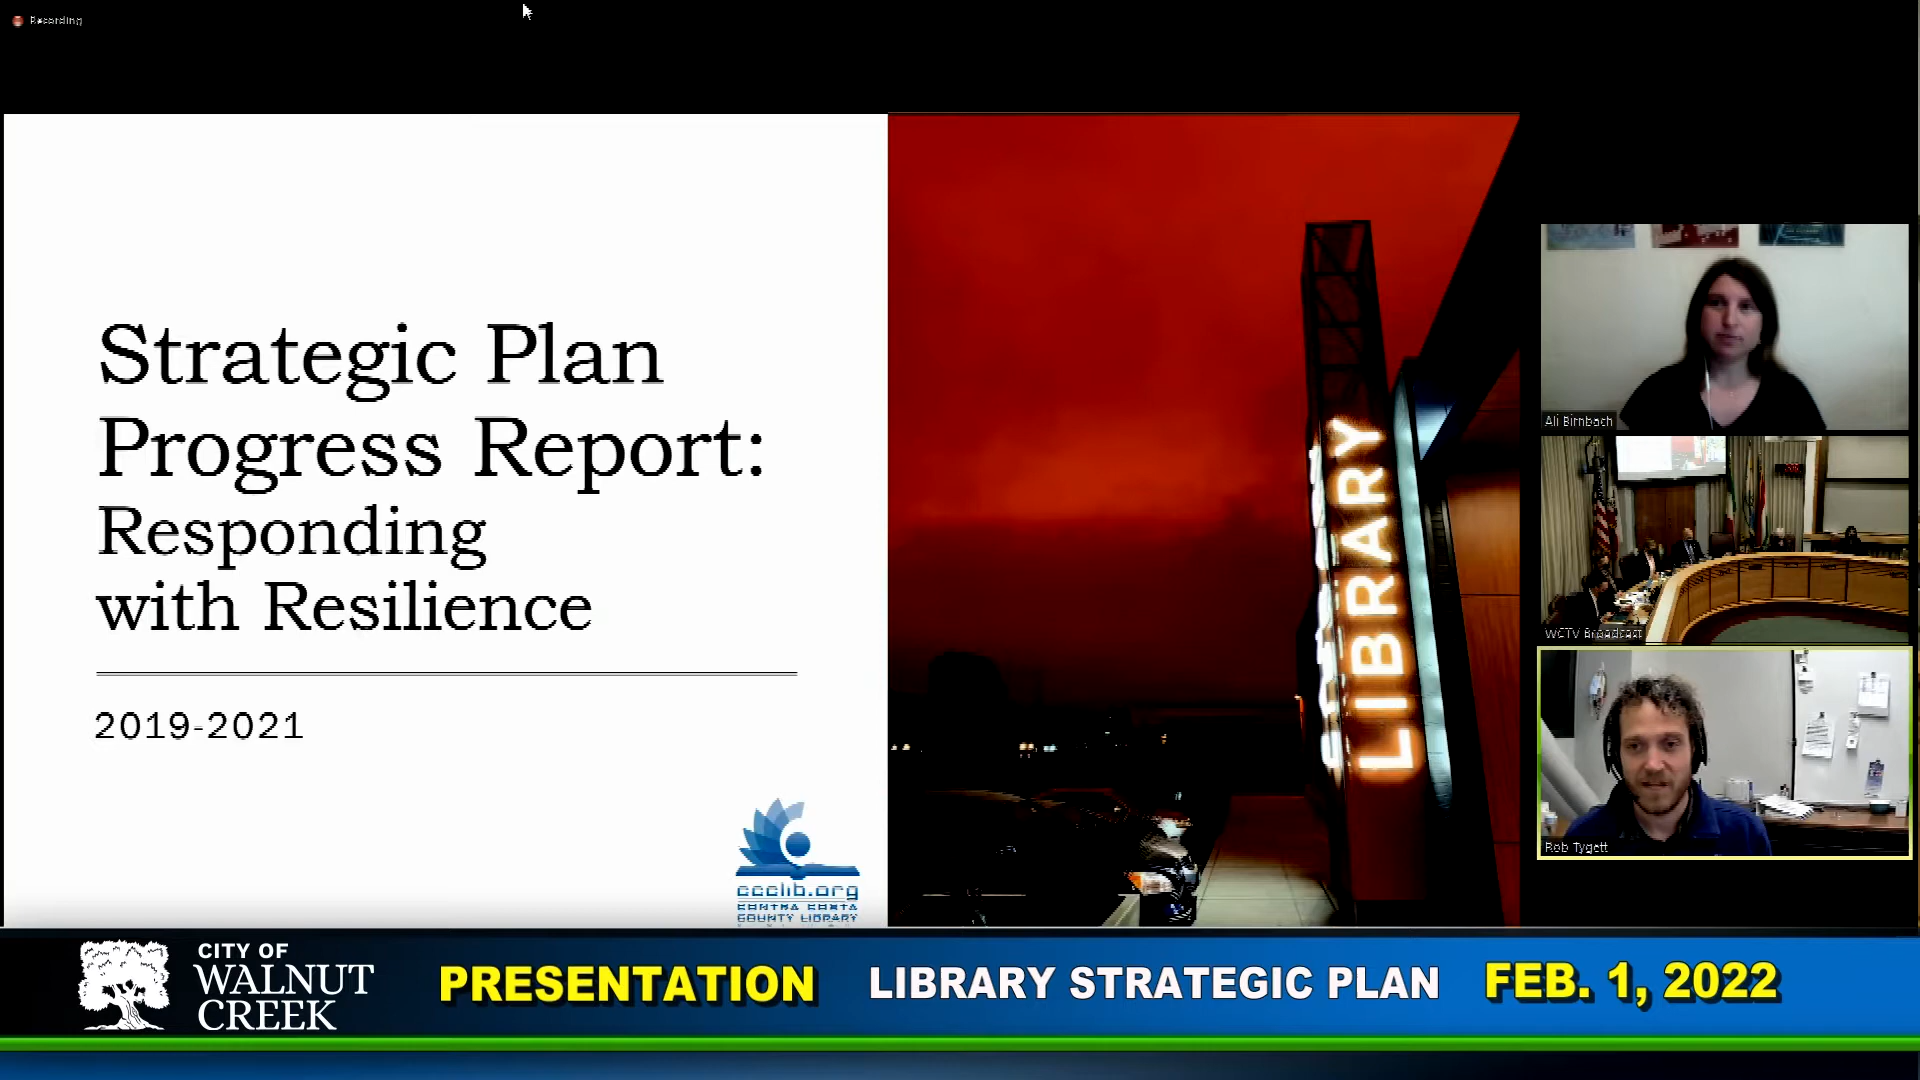 Recording
Strategic Plan
Progress Report:
Responding
with Resilience
2019-2021
ccclib.org
CONTRA COSTA
COUNTY LIBRARY
LIBRARY
Ali Birnbach
WCTV Broadcast
Rob Tygett
CITY OF
WALNUT
CREEK
PRESENTATION
LIBRARY STRATEGIC PLAN
FEB. 1, 2022